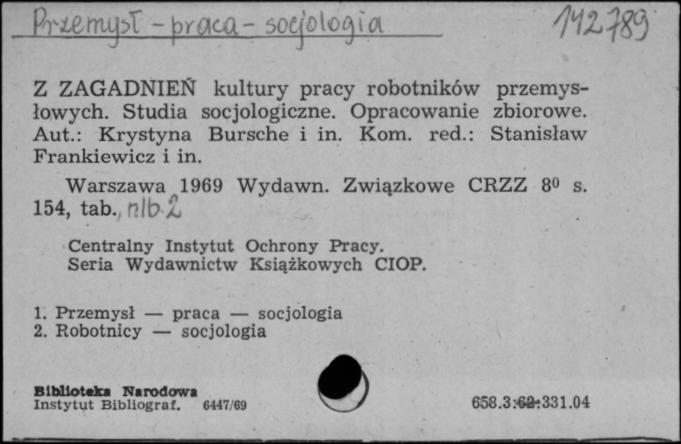 Przemysł - praca - socjologia 142789
Z ZAGADNIEŃ kultury pracy robotników przemys-
łowych. Studia socjologiczne. Opracowanie zbiorowe.
Aut.: Krystyna Bursche i in. Kom. red.: Stanisław
Frankiewicz i in.
Warszawa 1969 Wydawn. Związkowe CRZZ 8⁰ s.
154, tab., nlb. 2
Centralny Instytut Ochrony Pracy.
Seria Wydawnictw Książkowych CIOP.
1. Przemysł — praca — socjologia
2. Robotnicy — socjologia
Biblioteka Narodowa
Instytut Bibliograf. 6447/69 658.3:62:331.04